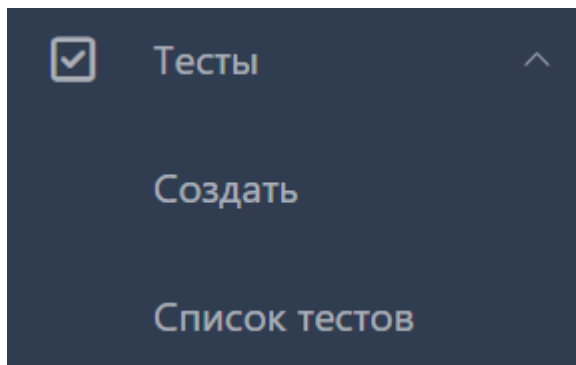 Тесты
Создать
Список тестов